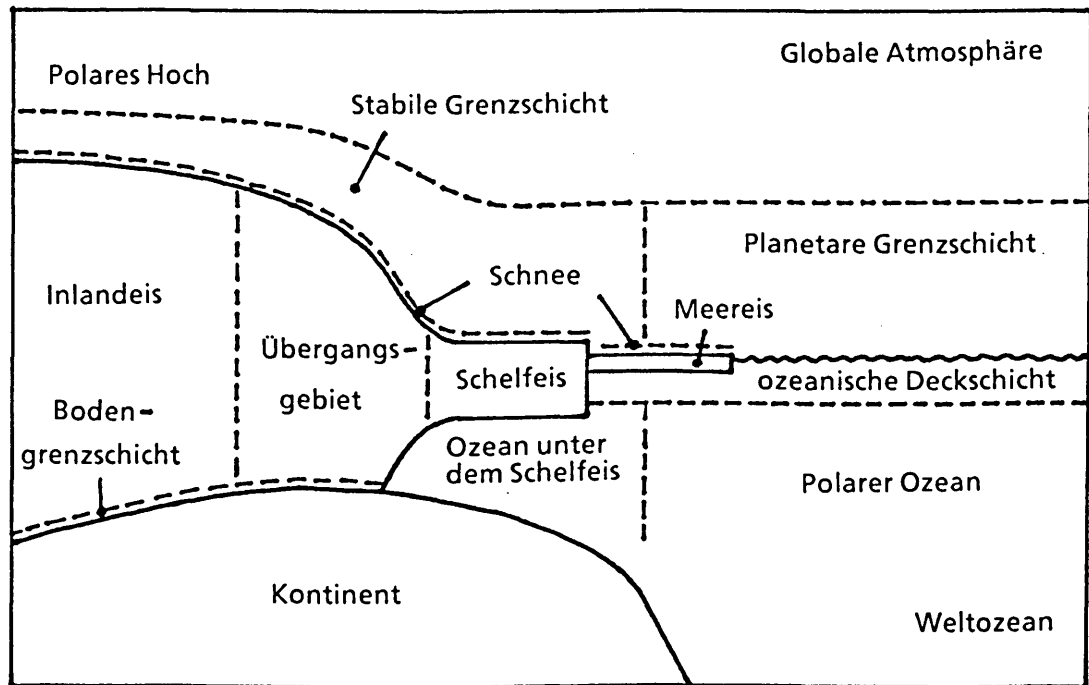 Globale Atmosphäre
Polares Hoch
Stabile Grenzschicht
Planetare Grenzschicht
Schnee
Inlandeis
Meereis
Übergangs-
gebiet
Schelfeis
ozeanische Deckschicht
Boden-
grenzschicht
Ozean unter
dem Schelfeis
Polarer Ozean
Kontinent
Weltozean